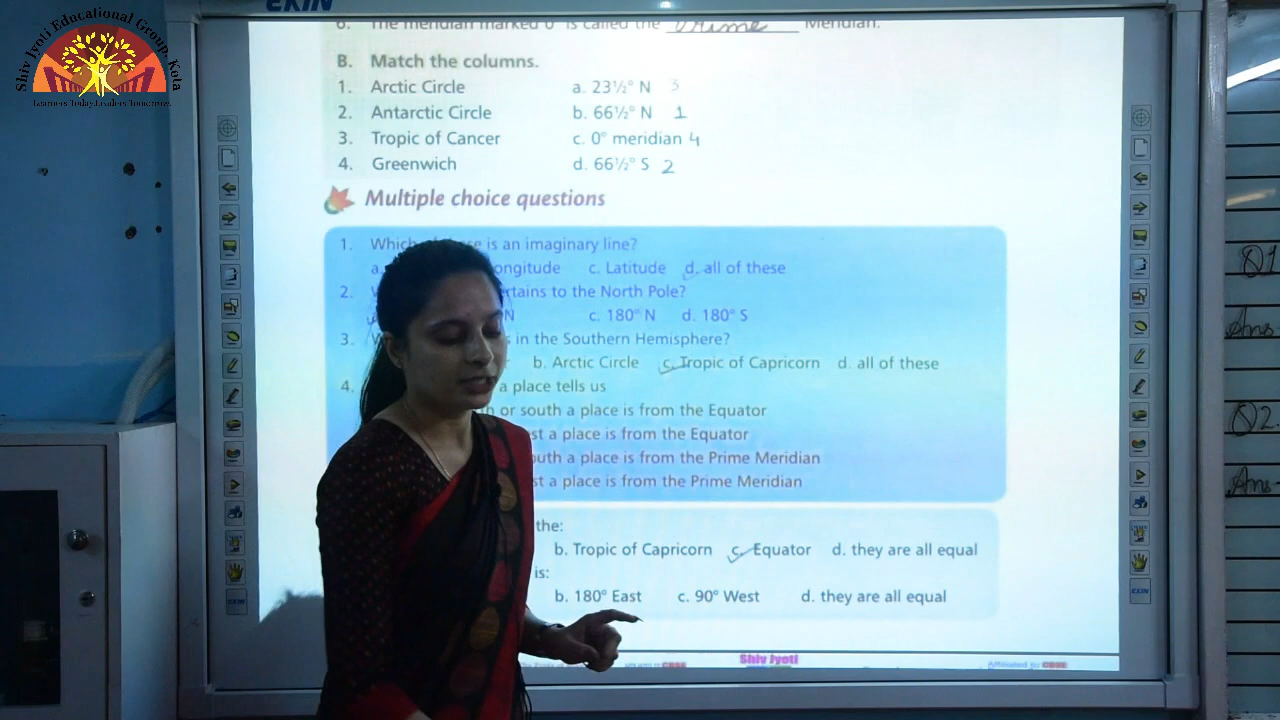 Shiv Jyoti Educational Group, Kota
Learners Today,Leaders Tomorrow.
EXIN
6. The meridian marked 0° is called the Prime Meridian.
B. Match the columns.
1. Arctic Circle a. 23½° N 3
2. Antarctic Circle b. 66½° N 1
3. Tropic of Cancer c. 0° meridian 4
4. Greenwich d. 66½° S 2
Multiple choice questions
1. Which is an imaginary line?
a. ongitude c. Latitude d. all of these
2. rtains to the North Pole?
N c. 180° N d. 180° S
3. in the Southern Hemisphere?
b. Arctic Circle c. Tropic of Capricorn d. all of these
4. a place tells us
or south a place is from the Equator
st a place is from the Equator
outh a place is from the Prime Meridian
st a place is from the Prime Meridian
the:
b. Tropic of Capricorn c. Equator d. they are all equal
is:
b. 180° East c. 90° West d. they are all equal
Shiv Jyoti
Affiliated to CBSE
EXIN
EXIN
Q1
Ans-
Q2.
Ans-